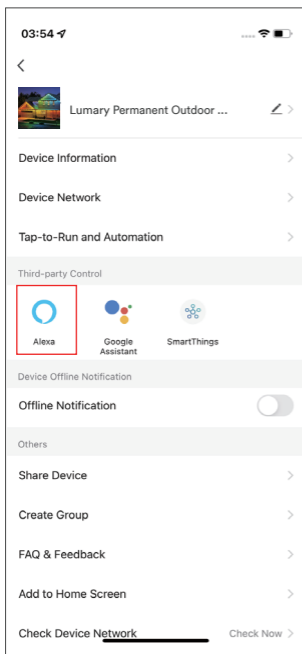 03:54
Lumary Permanent Outdoor ...
Device Information
Device Network
Tap-to-Run and Automation
Third-party Control
Alexa
Google
Assistant
SmartThings
Device Offline Notification
Offline Notification
Others
Share Device
Create Group
FAQ & Feedback
Add to Home Screen
Check Device Network Check Now